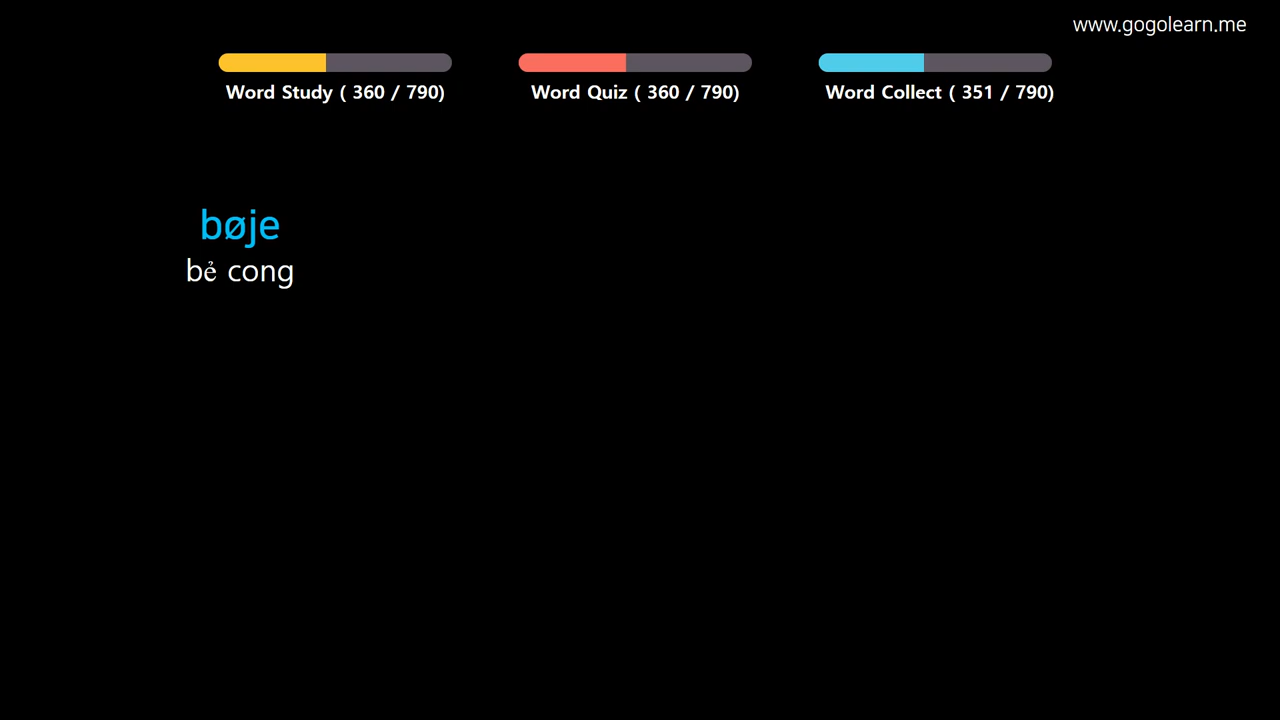 www.gogolearn.me
Word Study ( 360 / 790)
Word Quiz ( 360 / 790)
Word Collect ( 351 / 790)
bøje
bẻ cong